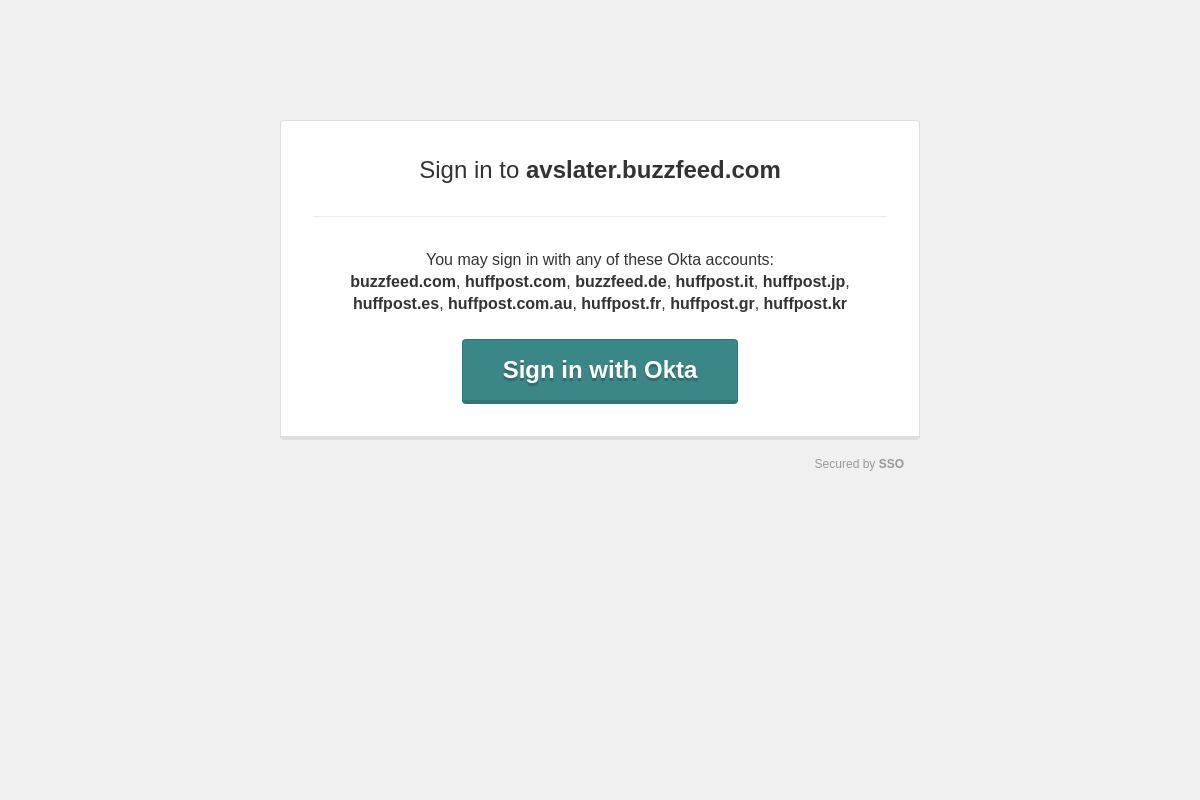 Sign in to avslater.buzzfeed.com
You may sign in with any of these Okta accounts:
buzzfeed.com, huffpost.com, buzzfeed.de, huffpost.it, huffpost.jp,
huffpost.es, huffpost.com.au, huffpost.fr, huffpost.gr, huffpost.kr
Sign in with Okta
Secured by SSO